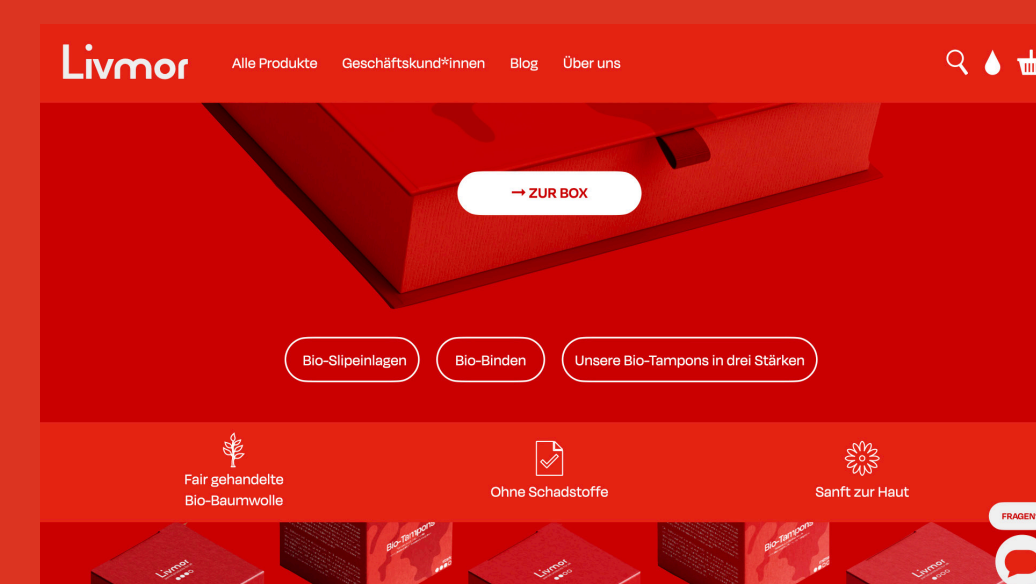 Livmor
Alle Produkte
Geschäftskund*innen
Blog
Über uns
→ ZUR BOX
Bio-Slipeinlagen
Bio-Binden
Unsere Bio-Tampons in drei Stärken
Fair gehandelte
Bio-Baumwolle
Ohne Schadstoffe
Sanft zur Haut
FRAGEN
Bio-Tampons
Bio-Tampons
Livmor
Livmor
Livmor